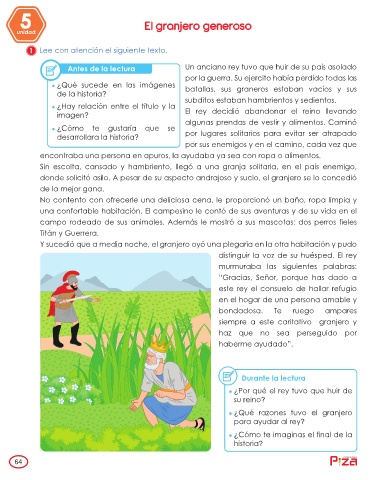 5
unidad
El granjero generoso
1 Lee con atención el siguiente texto.
Antes de la lectura
• ¿Qué sucede en las imágenes
de la historia?
• ¿Hay relación entre el título y la
imagen?
• ¿Cómo te gustaría que se
desarrollara la historia?
Un anciano rey tuvo que huir de su país asolado
por la guerra. Su ejercito había perdido todas las
batallas, sus graneros estaban vacíos y sus
subditos estaban hambrientos y sedientos.
El rey decidió abandonar el reino llevando
algunas prendas de vestir y alimentos. Caminó
por lugares solitarios para evitar ser atrapado
por sus enemigos y en el camino, cada vez que
encontraba una persona en apuros, la ayudaba ya sea con ropa o alimentos.
Sin escolta, cansado y hambriento, llegó a una granja solitaria, en el país enemigo,
donde solicitó asilo. A pesar de su aspecto andrajoso y sucio, el granjero se lo concedió
de la mejor gana.
No contento con ofrecerle una deliciosa cena, le proporcionó un baño, ropa limpia y
una confortable habitación. El campesino le contó de sus aventuras y de su vida en el
campo rodeado de sus animales. Además le mostró a sus mascotas: dos perros fieles
Titán y Guerrera.
Y sucedió que a media noche, el granjero oyó una plegaria en la otra habitación y pudo
distinguir la voz de su huésped. El rey
murmuraba las siguientes palabras:
"Gracias, Señor, porque has dado a
este rey el consuelo de hallar refugio
en el hogar de una persona amable y
bondadosa. Te ruego ampares
siempre a este caritativo granjero y
haz que no sea perseguido por
haberme ayudado".
Durante la lectura
• ¿Por qué el rey tuvo que huir de
su reino?
• ¿Qué razones tuvo el granjero
para ayudar al rey?
• ¿Cómo te imaginas el final de la
historia?
64
Piza